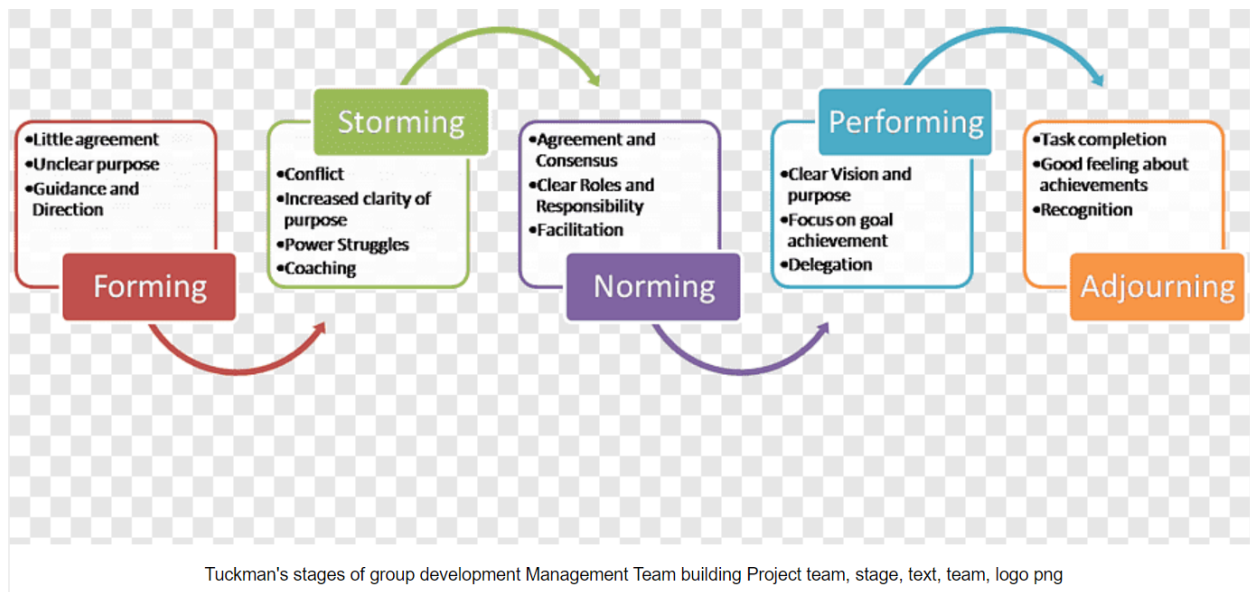 •Little agreement
•Unclear purpose
•Guidance and
Direction
Forming
Storming
•Conflict
•Increased clarity of
purpose
•Power Struggles
•Coaching
•Agreement and
Consensus
•Clear Roles and
Responsibility
•Facilitation
Norming
Performing
•Clear Vision and
purpose
•Focus on goal
achievement
•Delegation
•Task completion
•Good feeling about
achievements
•Recognition
Adjourning
Tuckman's stages of group development Management Team building Project team, stage, text, team, logo png